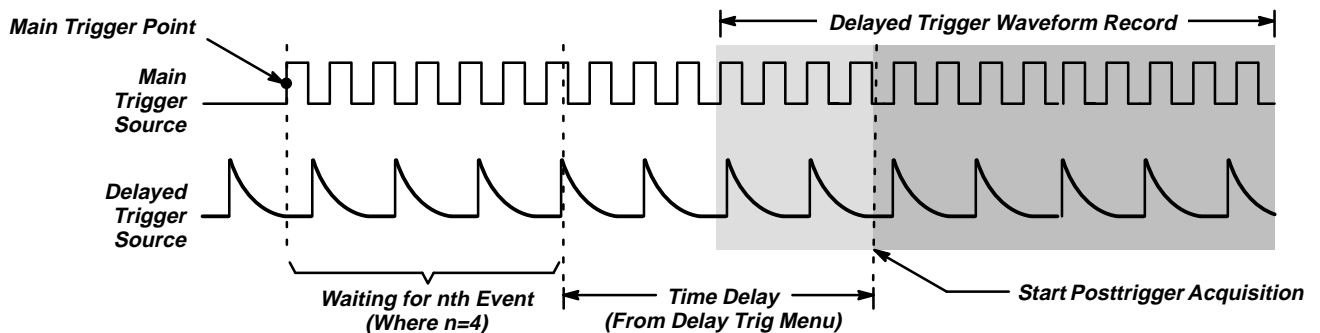 Delayed Trigger Waveform Record
Main Trigger Point
Main
Trigger
Source
Delayed
Trigger
Source
Waiting for nth Event
(Where n=4)
Time Delay
(From Delay Trig Menu)
Start Posttrigger Acquisition